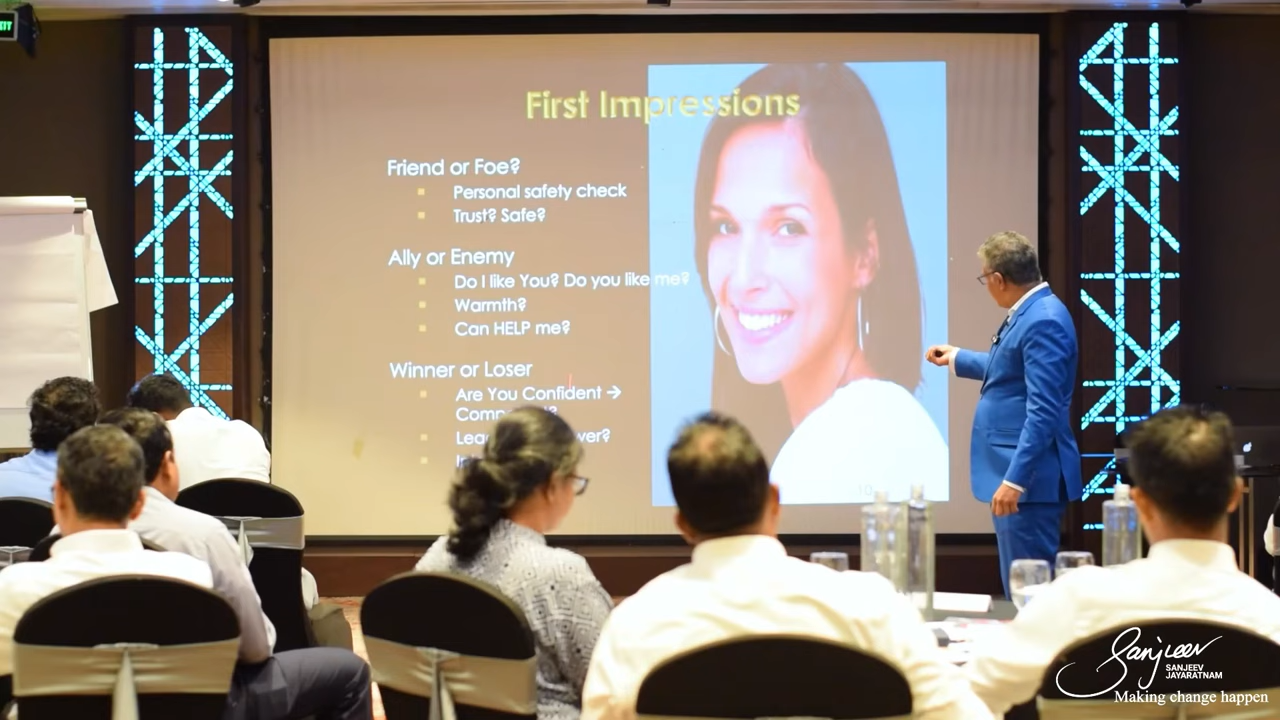 First Impressions
Friend or Foe?
Personal safety check
Trust? Safe?
Ally or Enemy
Do I like You? Do you like me?
Warmth?
Can HELP me?
Winner or Loser
Are You Confident →
10
Sanjeev
SANJEEV
JAYARATNAM
Making change happen